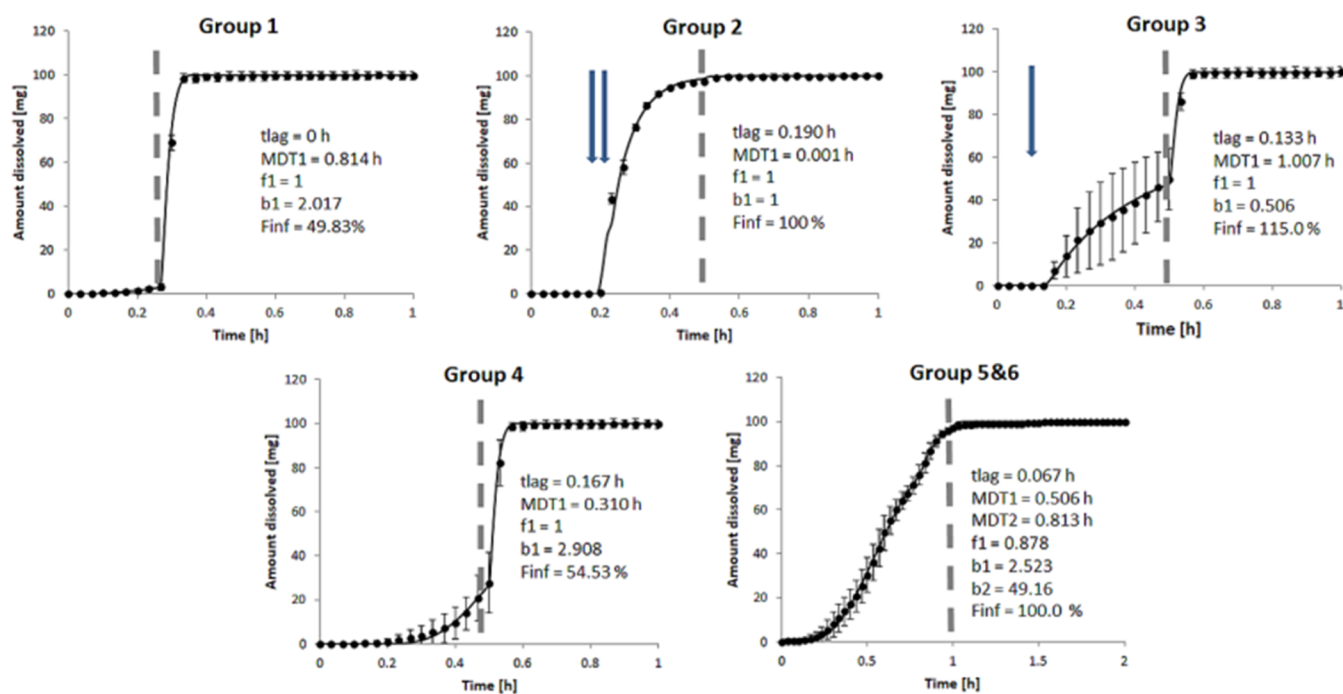 Group 1
Amount dissolved [mg]
120
100
80
60
40
20
0
tlag = 0 h
MDT1 = 0.814 h
f1 = 1
b1 = 2.017
Finf = 49.83%
0 0.2 0.4 0.6 0.8 1
Time [h]
Group 2
Amount dissolved [mg]
120
100
80
60
40
20
0
tlag = 0.190 h
MDT1 = 0.001 h
f1 = 1
b1 = 1
Finf = 100 %
0 0.2 0.4 0.6 0.8 1
Time [h]
Group 3
Amount dissolved [mg]
120
100
80
60
40
20
0
tlag = 0.133 h
MDT1 = 1.007 h
f1 = 1
b1 = 0.506
Finf = 115.0 %
0 0.2 0.4 0.6 0.8 1
Time [h]
Group 4
Amount dissolved [mg]
120
100
80
60
40
20
0
tlag = 0.167 h
MDT1 = 0.310 h
f1 = 1
b1 = 2.908
Finf = 54.53 %
0 0.2 0.4 0.6 0.8 1
Time [h]
Group 5&6
Amount dissolved [mg]
120
100
80
60
40
20
0
tlag = 0.067 h
MDT1 = 0.506 h
MDT2 = 0.813 h
f1 = 0.878
b1 = 2.523
b2 = 49.16
Finf = 100.0 %
0 0.5 1 1.5 2
Time [h]